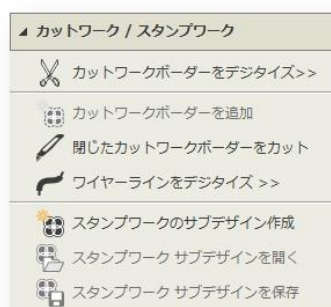 カットワーク / スタンプワーク
カットワークボーダーをデジタイズ>>
カットワークボーダーを追加
閉じたカットワークボーダーをカット
ワイヤーラインをデジタイズ >>
スタンプワークのサブデザイン作成
スタンプワーク サブデザインを開く
スタンプワーク サブデザインを保存